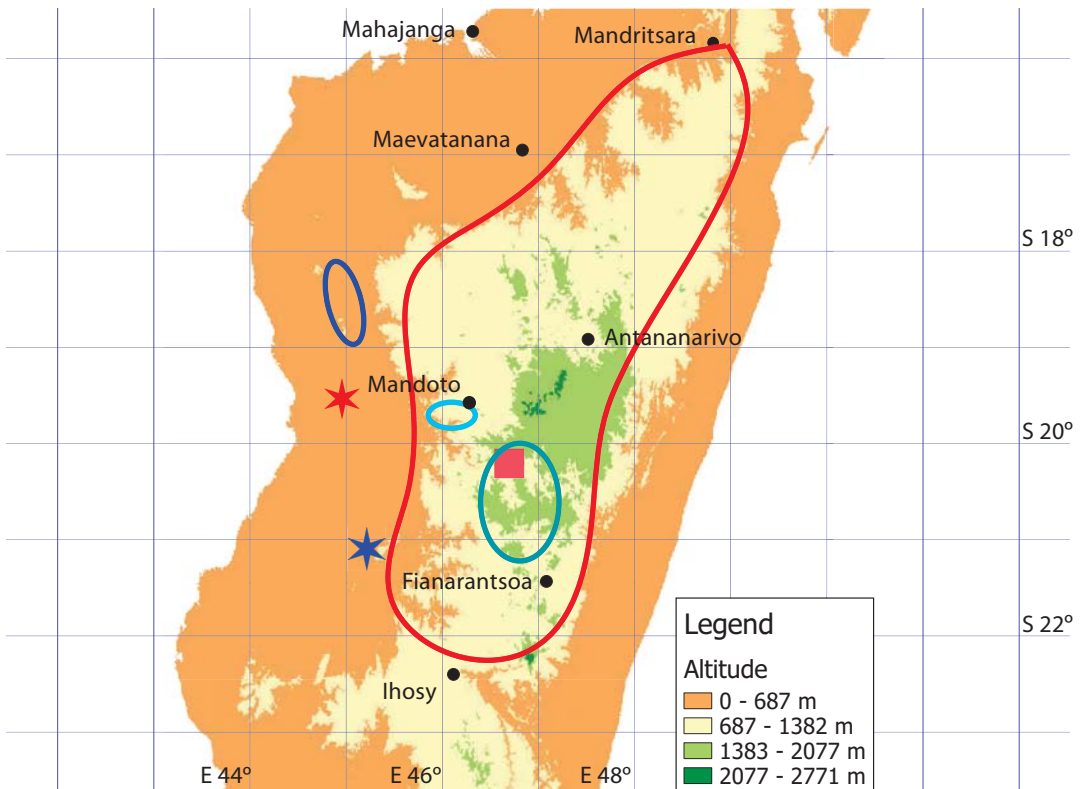 Mahajanga
Mandritsara
Maevatanana
S 18º
Antananarivo
Mandoto
S 20º
Fianarantsoa
S 22º
Ihosy
E 44º
E 46º
E 48º
Legend
Altitude
0 - 687 m
687 - 1382 m
1383 - 2077 m
2077 - 2771 m